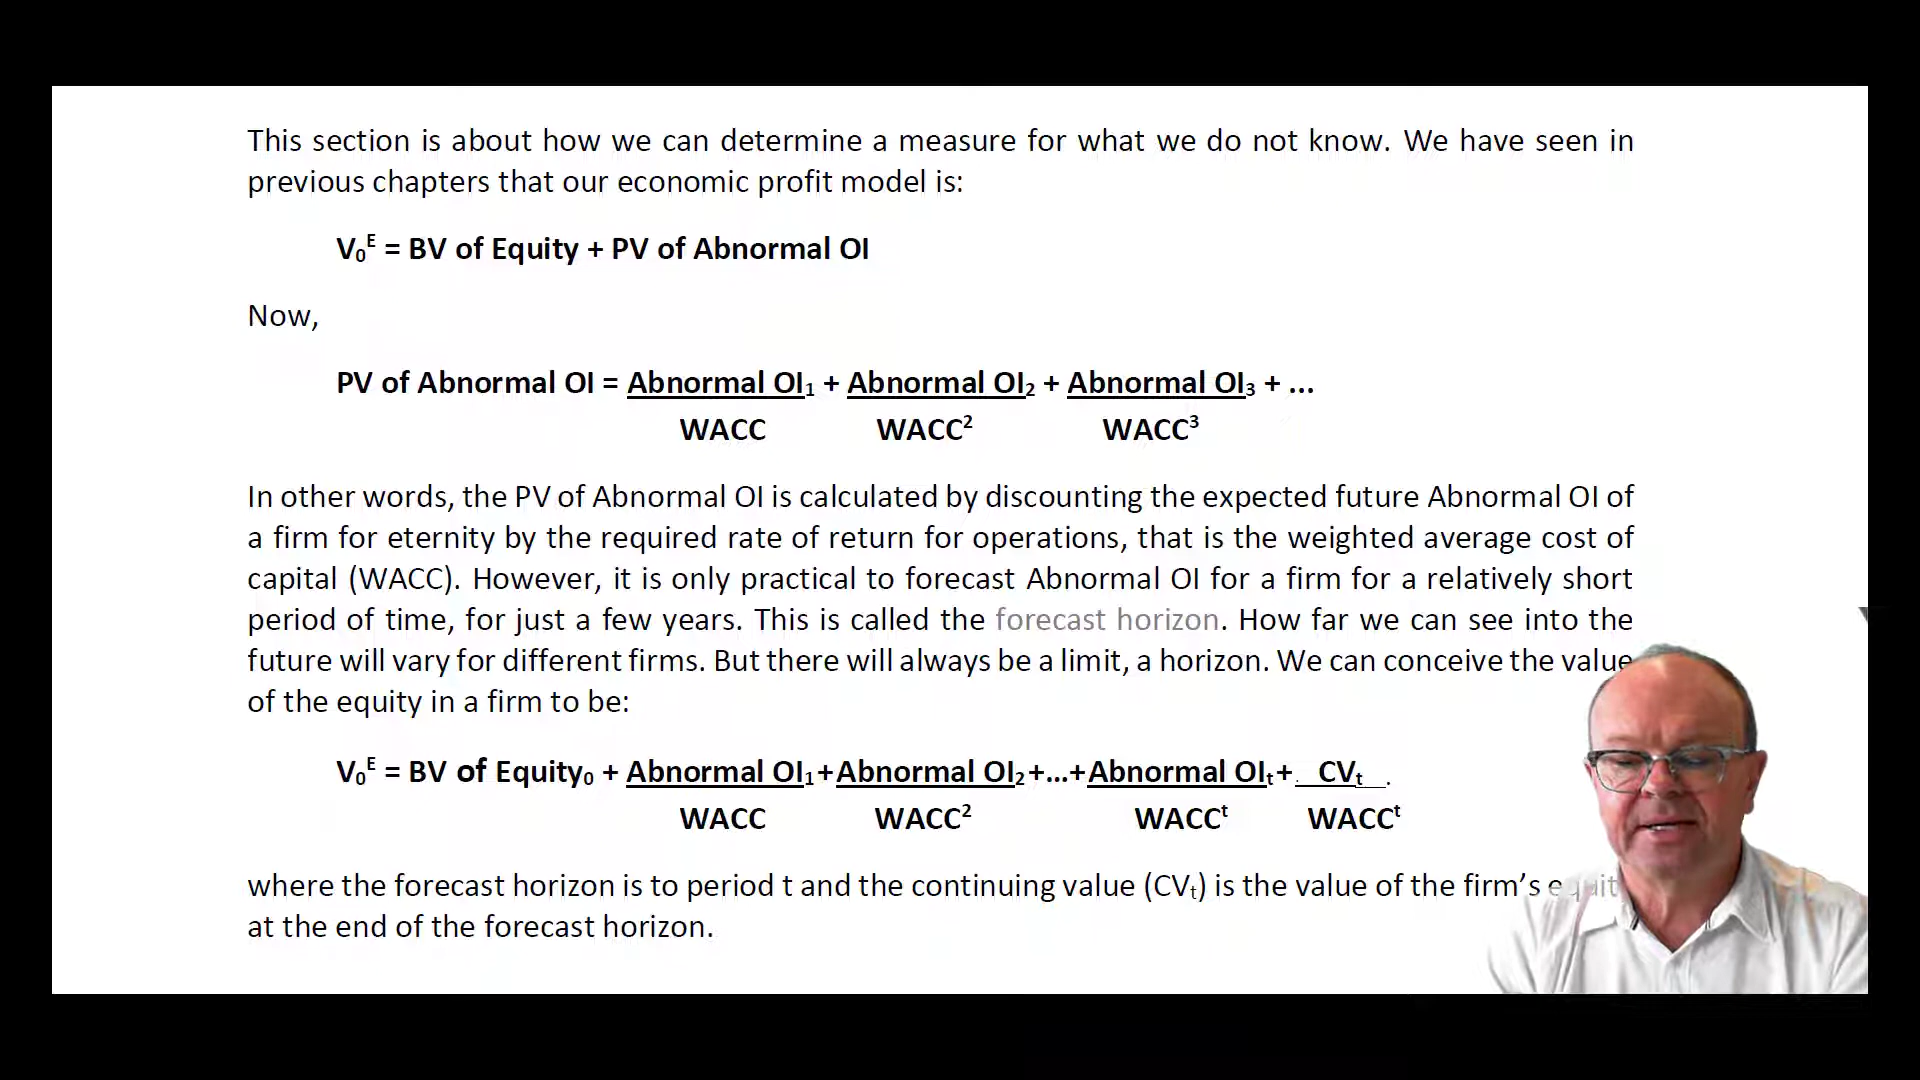 This section is about how we can determine a measure for what we do not know. We have seen in
previous chapters that our economic profit model is:
V₀ᴱ = BV of Equity + PV of Abnormal OI
Now,
PV of Abnormal OI = Abnormal OI₁ + Abnormal OI₂ + Abnormal OI₃ + ...
WACC WACC² WACC³
In other words, the PV of Abnormal OI is calculated by discounting the expected future Abnormal OI of
a firm for eternity by the required rate of return for operations, that is the weighted average cost of
capital (WACC). However, it is only practical to forecast Abnormal OI for a firm for a relatively short
period of time, for just a few years. This is called the forecast horizon. How far we can see into the
future will vary for different firms. But there will always be a limit, a horizon. We can conceive the value
of the equity in a firm to be:
V₀ᴱ = BV of Equity₀ + Abnormal OI₁+Abnormal OI₂+...+Abnormal OIₜ+ CVₜ .
WACC WACC² WACCᵗ WACCᵗ
where the forecast horizon is to period t and the continuing value (CVₜ) is the value of the firm’s equit
at the end of the forecast horizon.